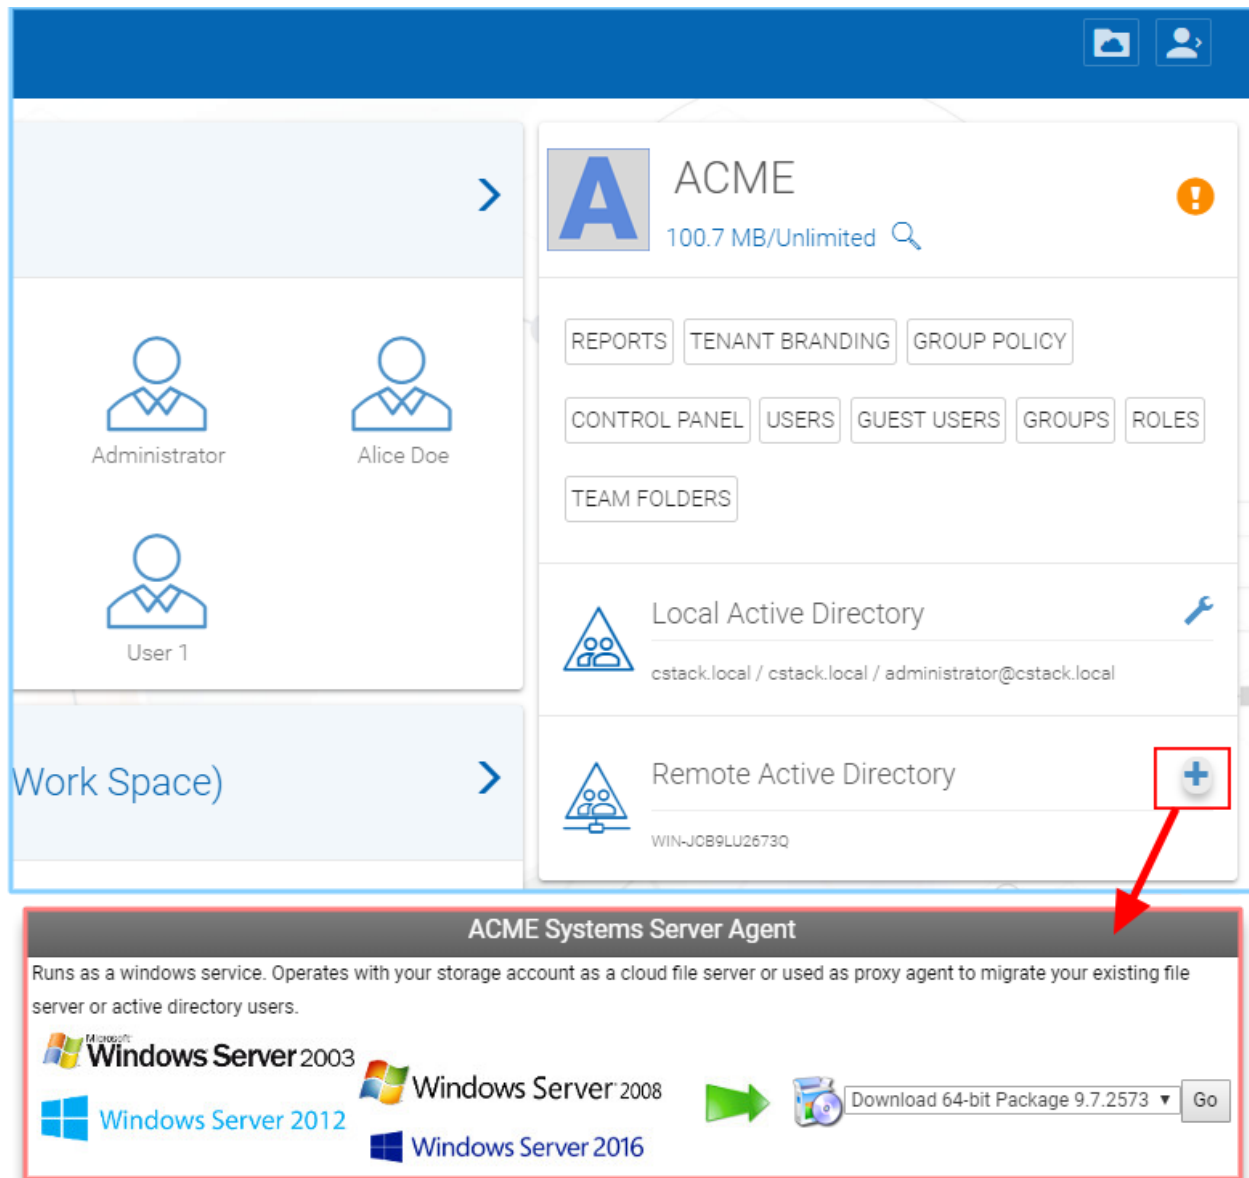 ACME
100.7 MB/Unlimited
REPORTS TENANT BRANDING GROUP POLICY
CONTROL PANEL USERS GUEST USERS GROUPS ROLES
TEAM FOLDERS
Administrator
Alice Doe
User 1
Local Active Directory
cstack.local / cstack.local / administrator@cstack.local
Work Space)
Remote Active Directory
WIN-JCB9LU2673Q
ACME Systems Server Agent
Runs as a windows service. Operates with your storage account as a cloud file server or used as proxy agent to migrate your existing file
server or active directory users.
Microsoft
Windows Server 2003
Windows Server 2008
Windows Server 2012
Windows Server 2016
Download 64-bit Package 9.7.2573
Go